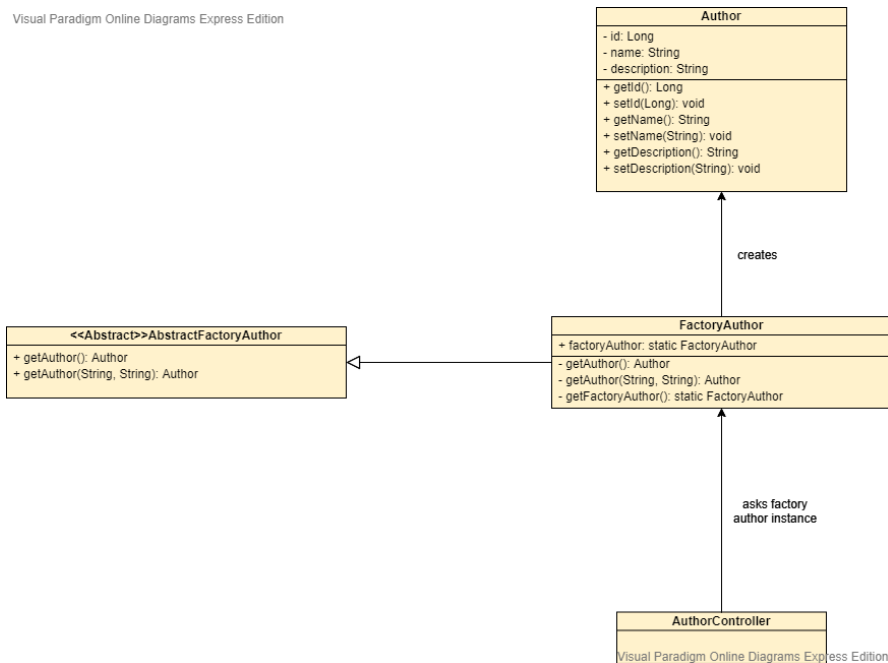 Visual Paradigm Online Diagrams Express Edition
Author
- id: Long
- name: String
- description: String
+ getId(): Long
+ setId(Long): void
+ getName(): String
+ setName(String): void
+ getDescription(): String
+ setDescription(String): void
creates
<<Abstract>>AbstractFactoryAuthor
+ getAuthor(): Author
+ getAuthor(String, String): Author
FactoryAuthor
+ factoryAuthor: static FactoryAuthor
- getAuthor(): Author
- getAuthor(String, String): Author
- getFactoryAuthor(): static FactoryAuthor
asks factory
author instance
AuthorController
Visual Paradigm Online Diagrams Express Edition